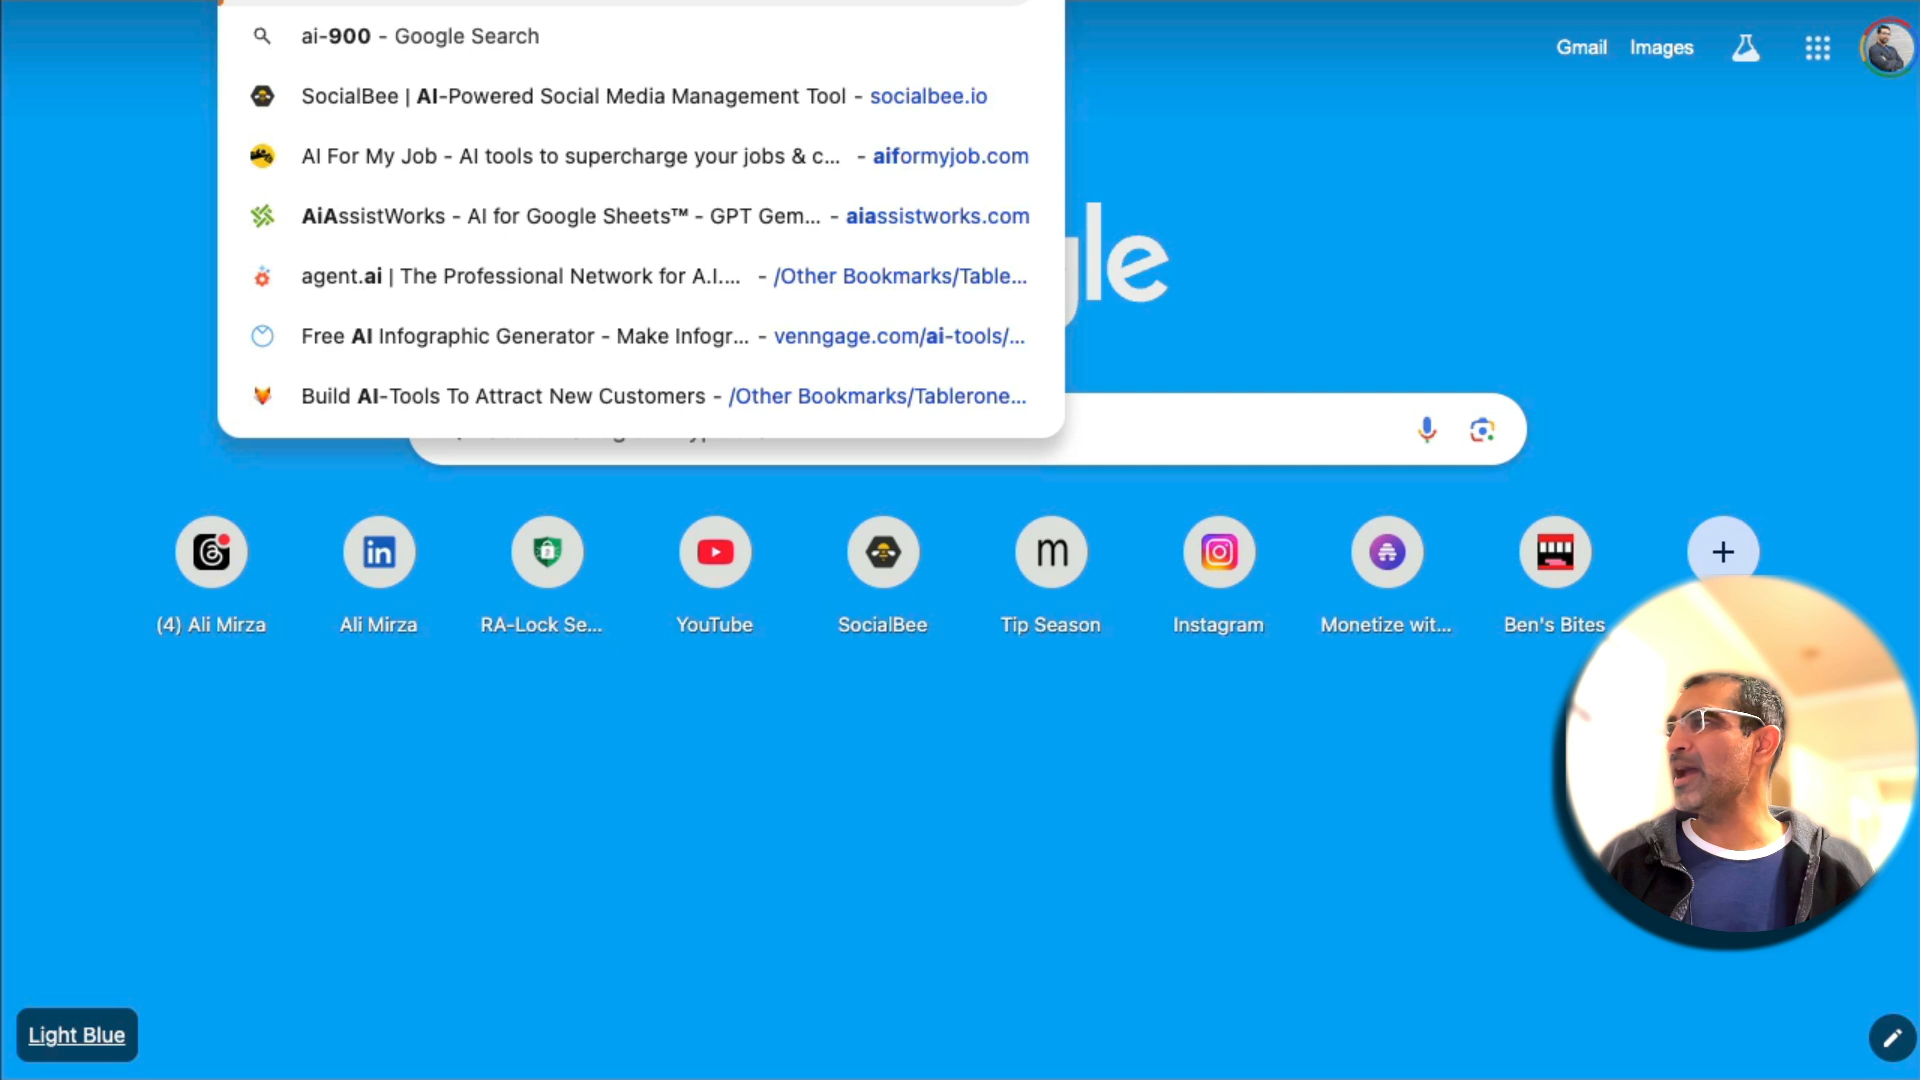 ai-900 - Google Search
Gmail Images
SocialBee | AI-Powered Social Media Management Tool - socialbee.io
AI For My Job - AI tools to supercharge your jobs & c... - aiformyjob.com
AiAssistWorks - AI for Google Sheets™ - GPT Gem... - aiassistworks.com
agent.ai | The Professional Network for A.I.... - /Other Bookmarks/Table...
Free AI Infographic Generator - Make Infogr... - venngage.com/ai-tools/...
Build AI-Tools To Attract New Customers - /Other Bookmarks/Tablerone...
le
(4) Ali Mirza
Ali Mirza
RA-Lock Se...
YouTube
SocialBee
Tip Season
Instagram
Monetize wit...
Ben's Bites
Light Blue